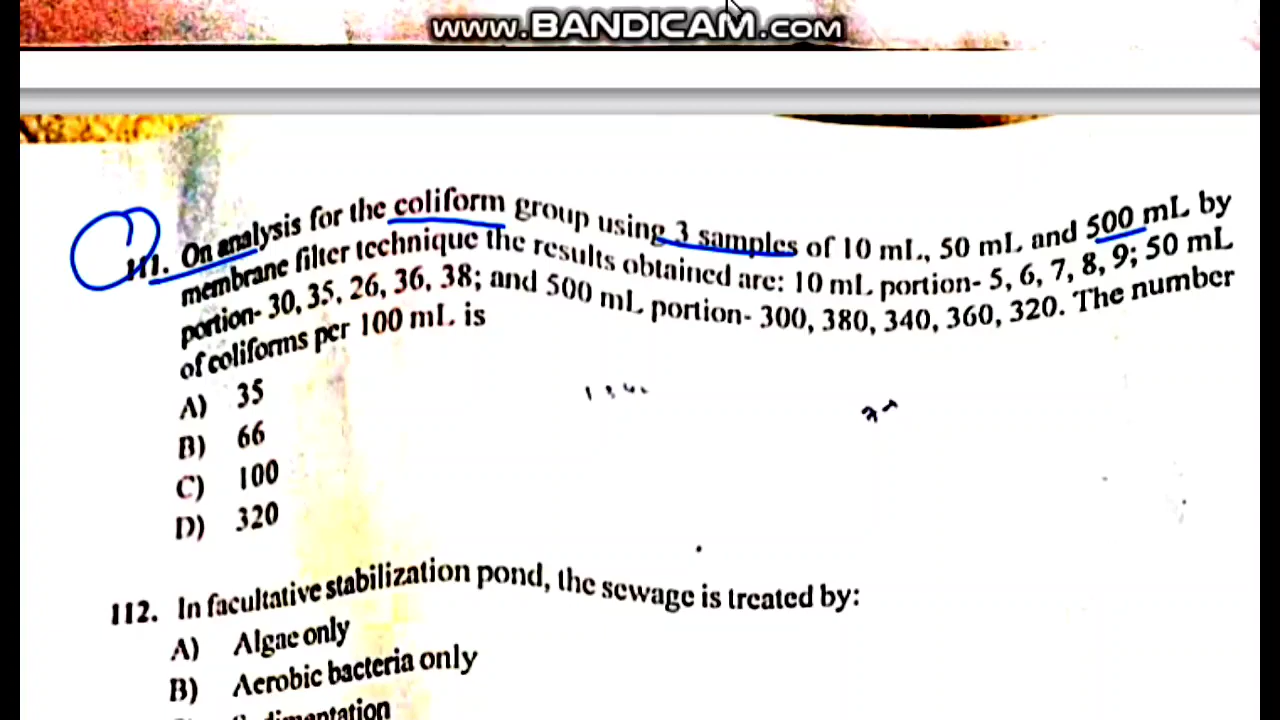 www.BANDICAM.com
111. On analysis for the coliform group using 3 samples of 10 mL, 50 mL and 500 mL by
membrane filter technique the results obtained are: 10 mL portion- 5, 6, 7, 8, 9; 50 mL
portion- 30, 35, 26, 36, 38; and 500 mL portion- 300, 380, 340, 360, 320. The number
of coliforms per 100 mL is
A) 35
B) 66
C) 100
D) 320
112. In facultative stabilization pond, the sewage is treated by:
A) Algae only
B) Aerobic bacteria only